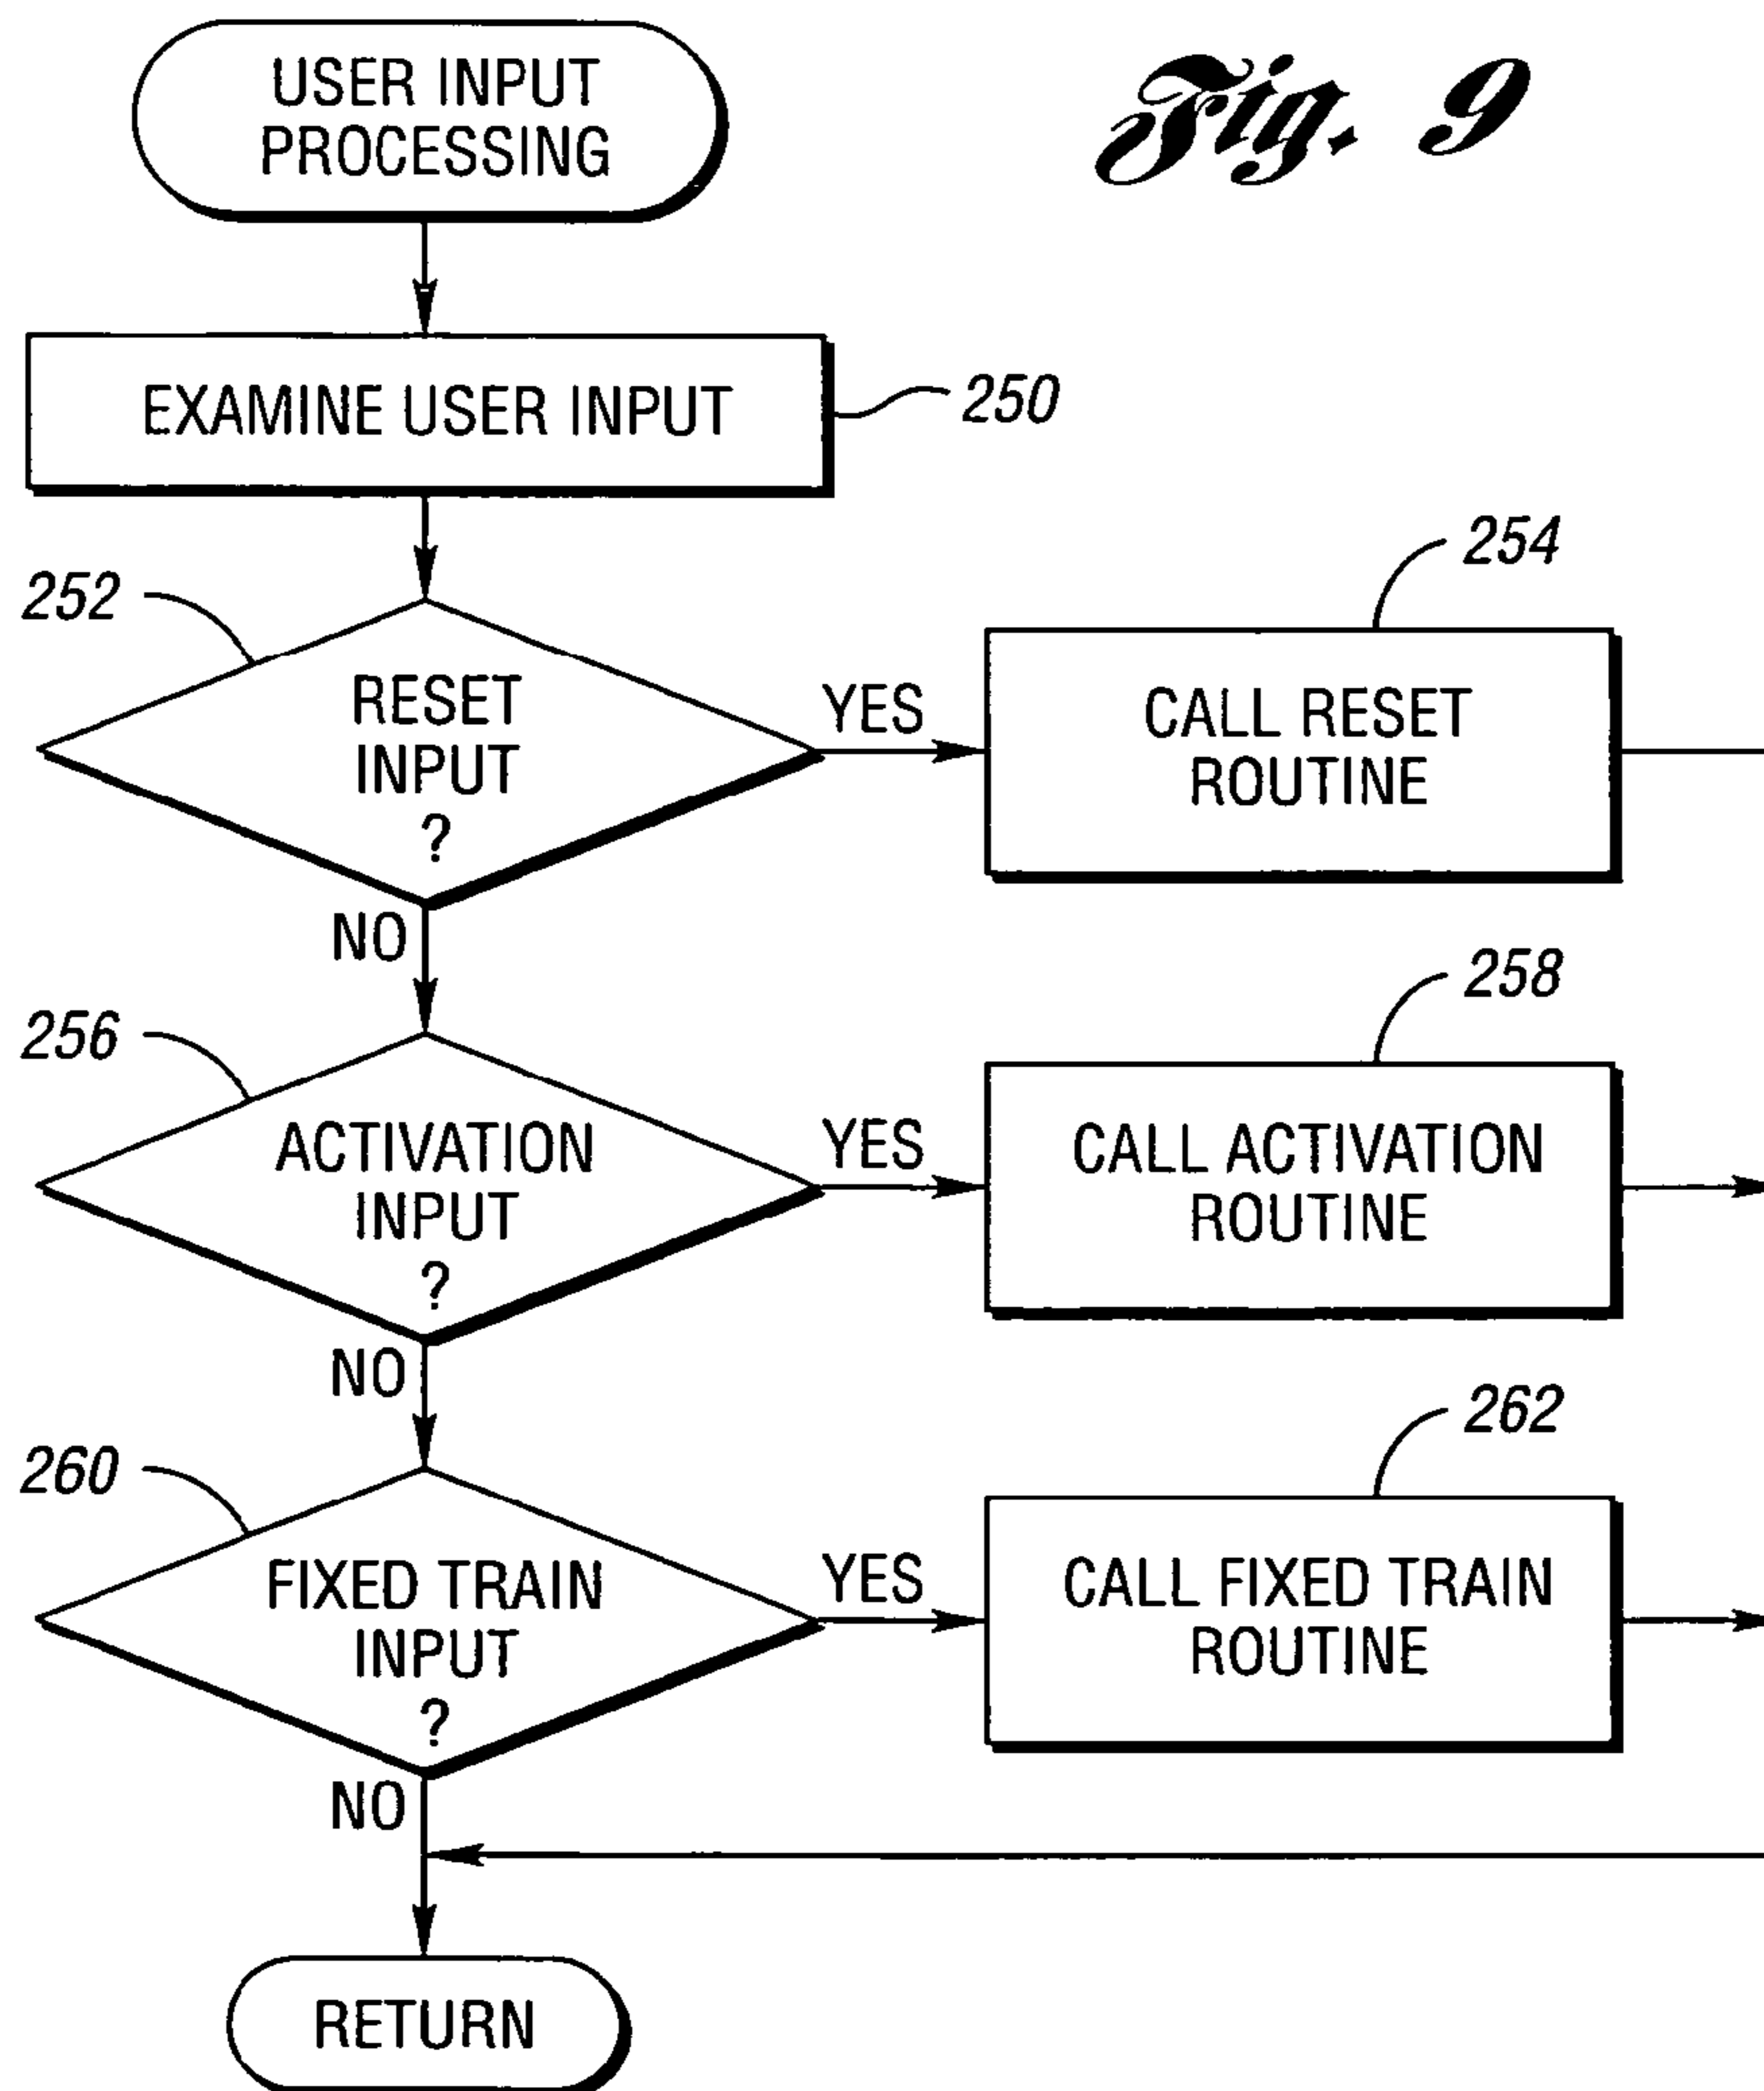 Fig. 9
USER INPUT
PROCESSING
EXAMINE USER INPUT
250
252
RESET
INPUT
?
YES
NO
254
CALL RESET
ROUTINE
256
ACTIVATION
INPUT
?
YES
NO
258
CALL ACTIVATION
ROUTINE
260
FIXED TRAIN
INPUT
?
YES
NO
262
CALL FIXED TRAIN
ROUTINE
RETURN